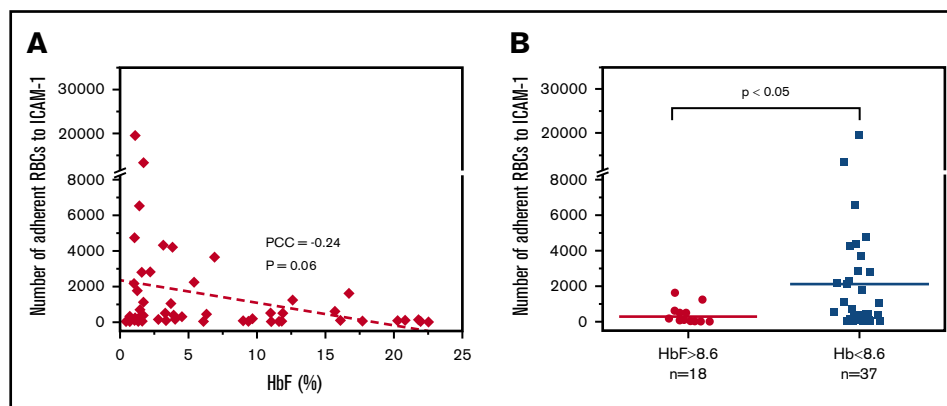 A
Number of adherent RBCs to ICAM-1
30000
20000
8000
6000
4000
2000
0
PCC = -0.24
P = 0.06
0 5 10 15 20 25
HbF (%)
B
Number of adherent RBCs to ICAM-1
30000
20000
8000
6000
4000
2000
0
p < 0.05
HbF>8.6 Hb<8.6
n=18 n=37